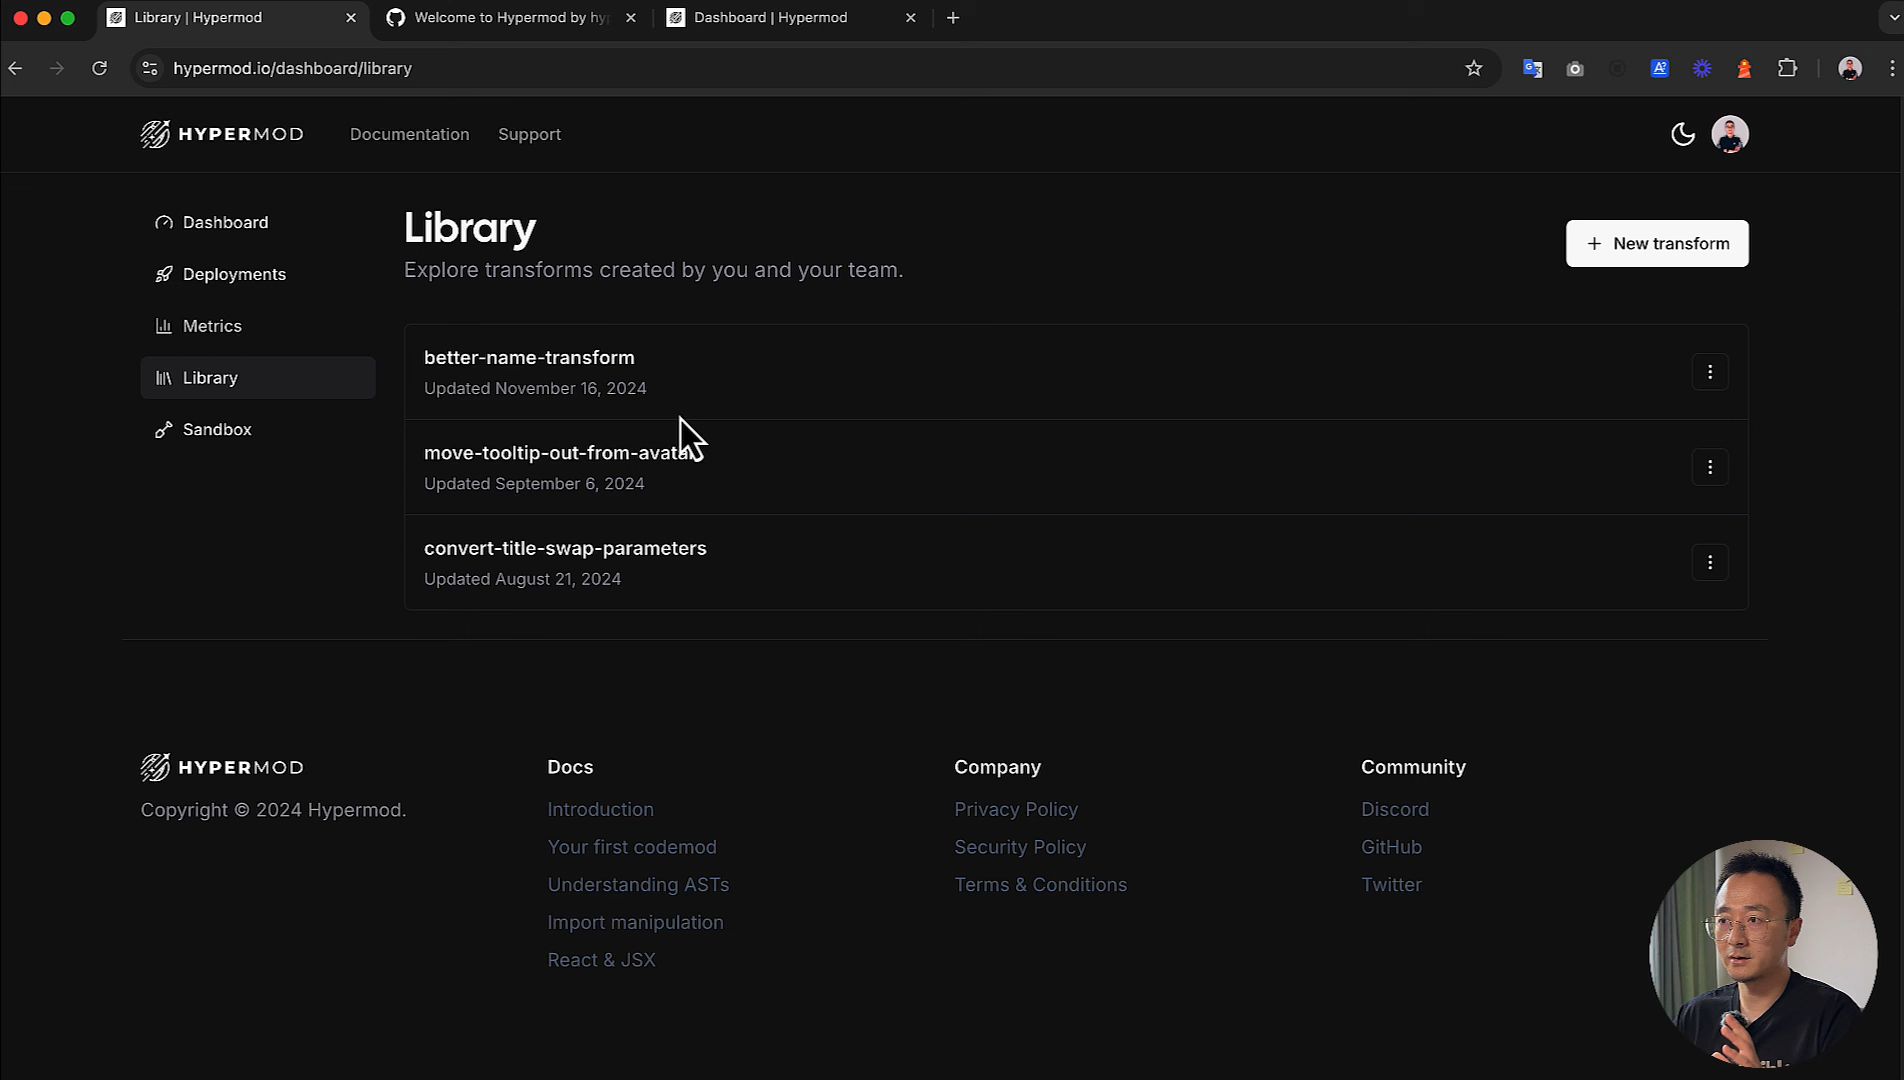 Library | Hypermod
Welcome to Hypermod by hy
Dashboard | Hypermod
hypermod.io/dashboard/library
HYPERMOD
Documentation
Support
Dashboard
Deployments
Metrics
Library
Sandbox
Library
Explore transforms created by you and your team.
+ New transform
better-name-transform
Updated November 16, 2024
move-tooltip-out-from-avatar
Updated September 6, 2024
convert-title-swap-parameters
Updated August 21, 2024
HYPERMOD
Copyright © 2024 Hypermod.
Docs
Introduction
Your first codemod
Understanding ASTs
Import manipulation
React & JSX
Company
Privacy Policy
Security Policy
Terms & Conditions
Community
Discord
GitHub
Twitter